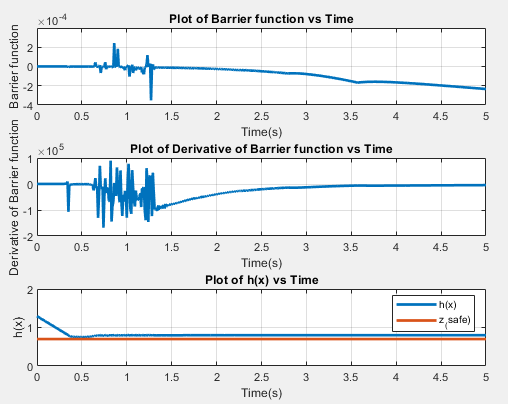 ×10-4
Plot of Barrier function vs Time
Barrier function
2
0
-2
-4
0 0.5 1 1.5 2 2.5 3 3.5 4 4.5 5
Time(s)
×105
Plot of Derivative of Barrier function vs Time
Derivative of Barrier function
1
0
-1
-2
0 0.5 1 1.5 2 2.5 3 3.5 4 4.5 5
Time(s)
Plot of h(x) vs Time
h(x)
2
1
0
h(x)
z(safe)
0 0.5 1 1.5 2 2.5 3 3.5 4 4.5 5
Time(s)